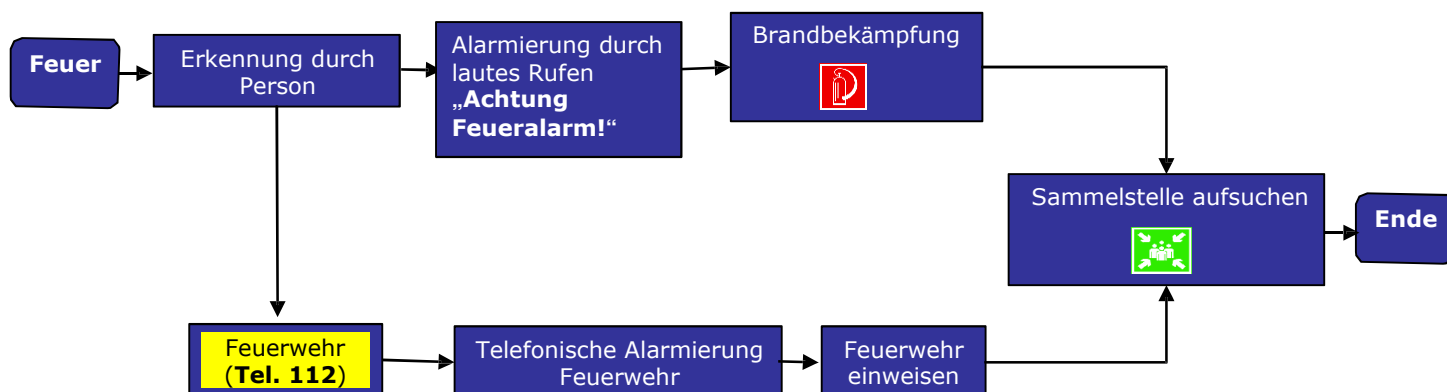 Feuer
Erkennung durch
Person
Alarmierung durch
lautes Rufen
„Achtung
Feueralarm!“
Brandbekämpfung
Sammelstelle aufsuchen
Ende
Feuerwehr
(Tel. 112)
Telefonische Alarmierung
Feuerwehr
Feuerwehr
einweisen